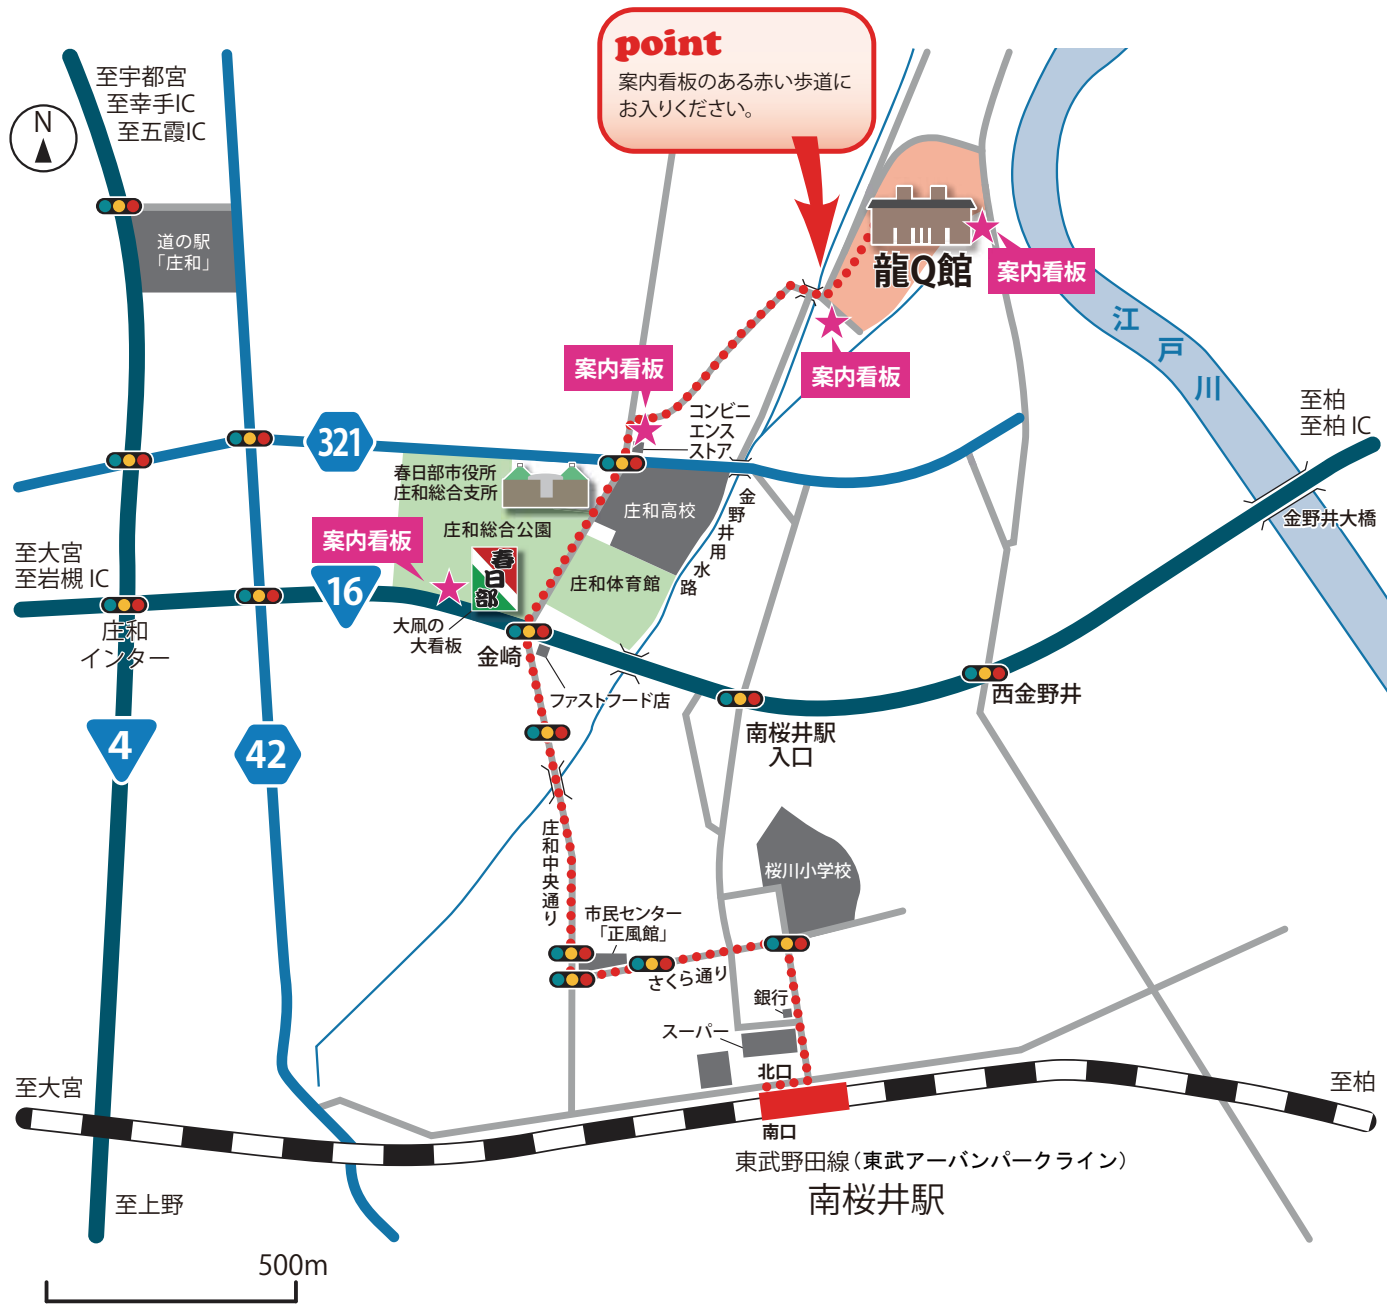 point
案内看板のある赤い歩道に
お入りください。
至宇都宮
至幸手IC
至五霞IC
N
道の駅
「庄和」
龍Q館
案内看板
案内看板
案内看板
江戸川
コンビニ
エンス
ストア
至柏
至柏 IC
321
春日部市役所
庄和総合支所
庄和高校
金野井用水路
金野井大橋
庄和総合公園
案内看板
至大宮
至岩槻 IC
16
春日部
庄和体育館
大凧の
大看板
庄和
インター
金崎
ファストフード店
西金野井
南桜井駅
入口
4
42
庄和中央通り
桜川小学校
市民センター
「正風館」
さくら通り
銀行
スーパー
北口
至大宮
至柏
南口
東武野田線（東武アーバンパークライン）
南桜井駅
至上野
500m